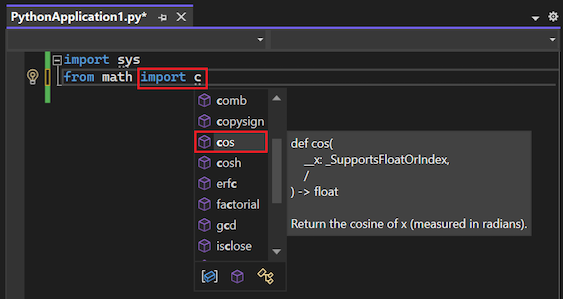 PythonApplication1.py*
import sys
from math import c
comb
copysign
cos
cosh
erfc
factorial
gcd
isclose
def cos(
__x: _SupportsFloatOrIndex,
/
) -> float
Return the cosine of x (measured in radians).